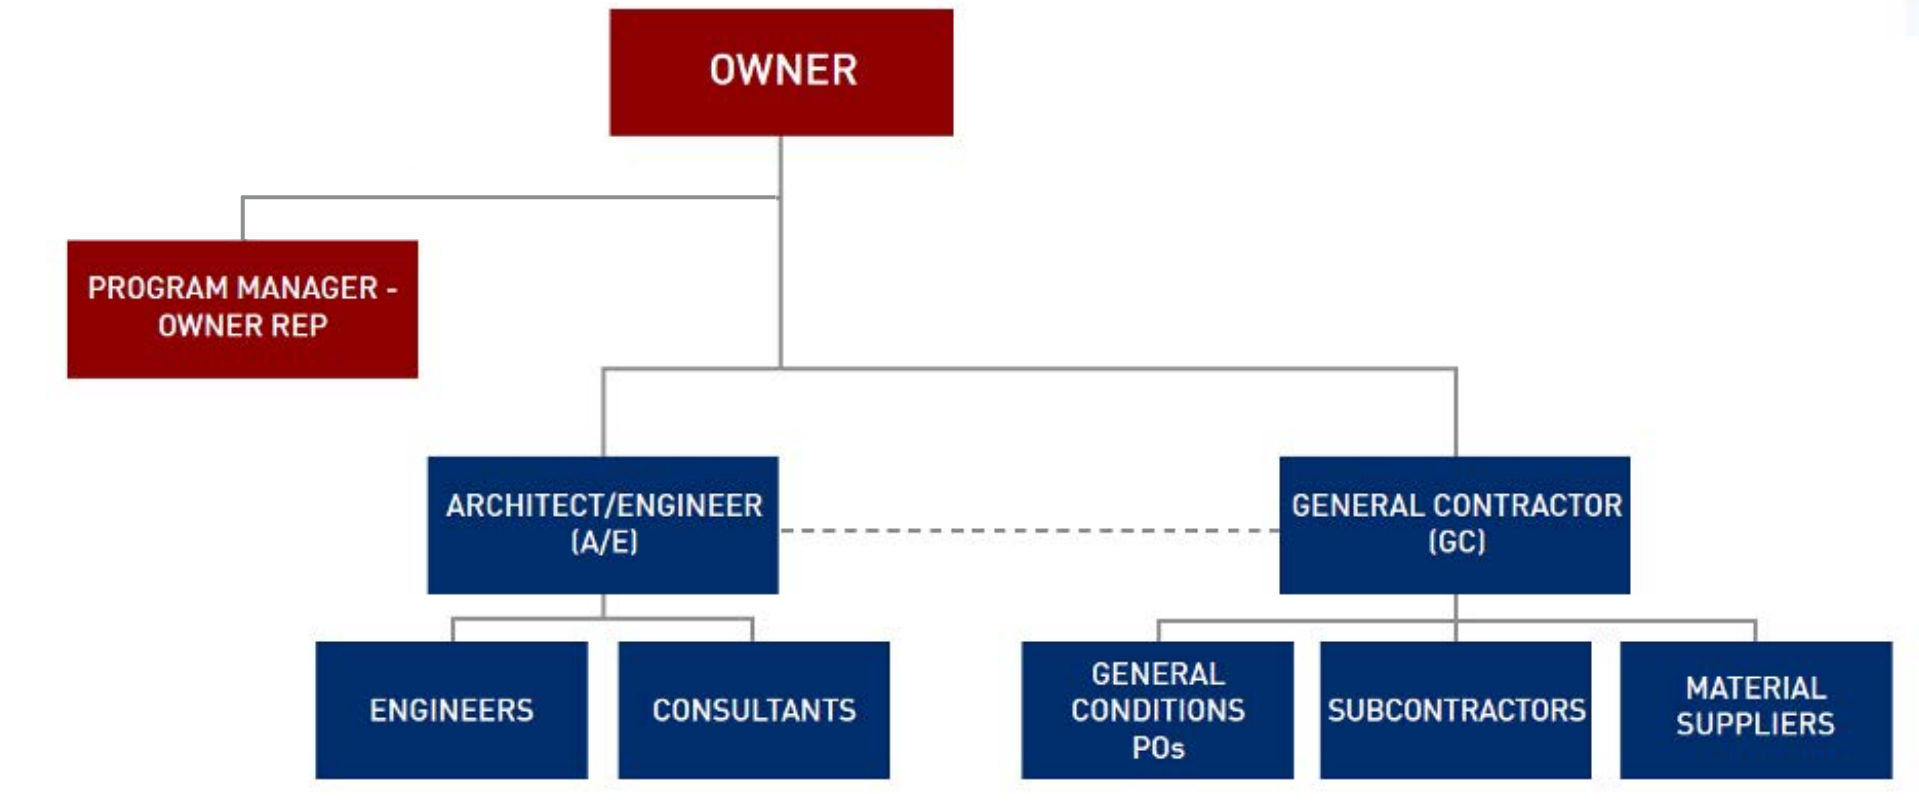 OWNER
PROGRAM MANAGER -
OWNER REP
ARCHITECT/ENGINEER
(A/E)
GENERAL CONTRACTOR
(GC)
ENGINEERS
CONSULTANTS
GENERAL
CONDITIONS
POs
SUBCONTRACTORS
MATERIAL
SUPPLIERS